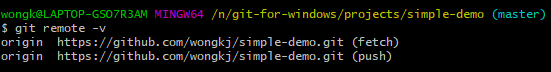 wongk@LAPTOP-GSO7R3AM MINGW64 /n/git-for-windows/projects/simple-demo (master)
$ git remote -v
origin  https://github.com/wongkj/simple-demo.git (fetch)
origin  https://github.com/wongkj/simple-demo.git (push)